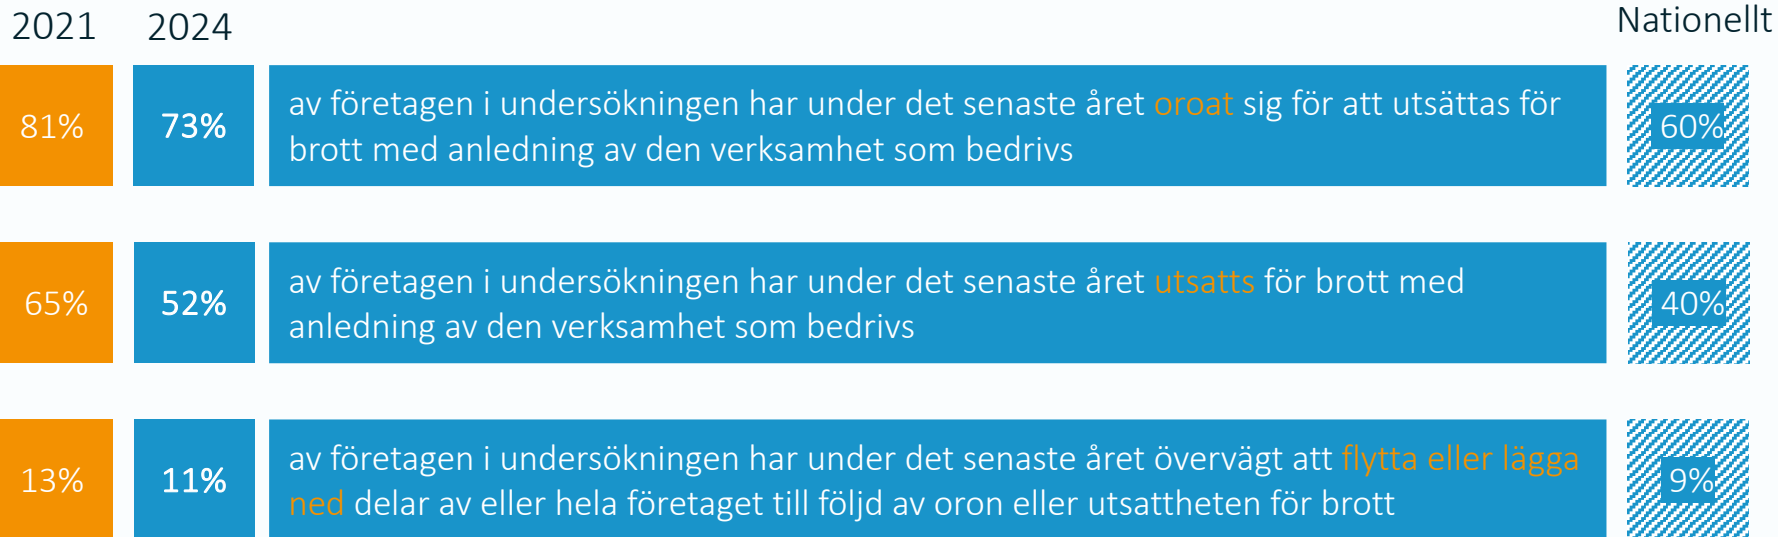 2021 2024 Nationellt
81% 73% av företagen i undersökningen har under det senaste året oroat sig för att utsättas för 60%
brott med anledning av den verksamhet som bedrivs
65% 52% av företagen i undersökningen har under det senaste året utsatts för brott med 40%
anledning av den verksamhet som bedrivs
13% 11% av företagen i undersökningen har under det senaste året övervägt att flytta eller lägga 9%
ned delar av eller hela företaget till följd av oron eller utsattheten för brott